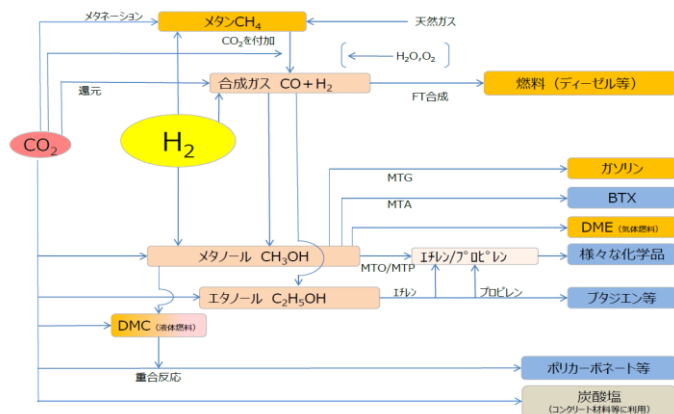 メタネーション
メタンCH₄
天然ガス
CO₂を付加
H₂O,O₂
還元
合成ガス CO+H₂
FT合成
燃料（ディーゼル等）
CO₂
H₂
MTG
ガソリン
MTA
BTX
DME（気体燃料）
メタノール CH₃OH
MTO/MTP
ｴﾁﾚﾝ/ﾌﾟﾛﾋﾟﾚﾝ
様々な化学品
エタノール C₂H₅OH
ｴﾁﾚﾝ
プロピレン
ブタジエン等
DMC（液体燃料）
重合反応
ポリカーボネート等
炭酸塩
（コンクリート材料等に利用）